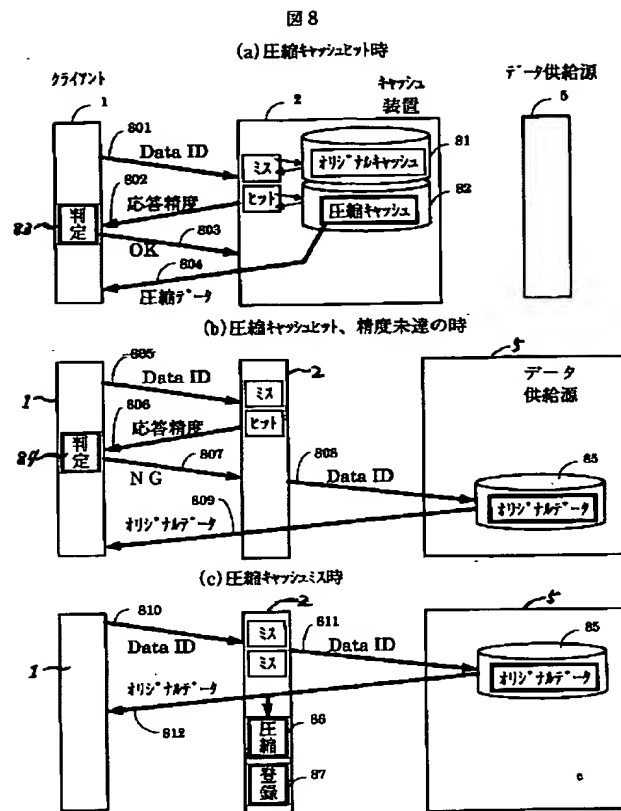 図8
(a)圧縮キャッシュヒット時
クライアント
1
801
Data ID
802
応答精度
83
判定
803
OK
804
圧縮データ
2
キャッシュ
装置
ミス
オリジナルキャッシュ
81
ヒット
82
圧縮キャッシュ
データ供給源
5
(b)圧縮キャッシュヒット、精度未達の時
805
Data ID
1
806
応答精度
84
判定
807
NG
2
ミス
ヒット
808
Data ID
809
オリジナルデータ
5
データ
供給源
85
オリジナルデータ
(c)圧縮キャッシュミス時
810
Data ID
1
オリジナルデータ
812
2
ミス
ミス
811
Data ID
圧縮
86
登録
87
5
85
オリジナルデータ